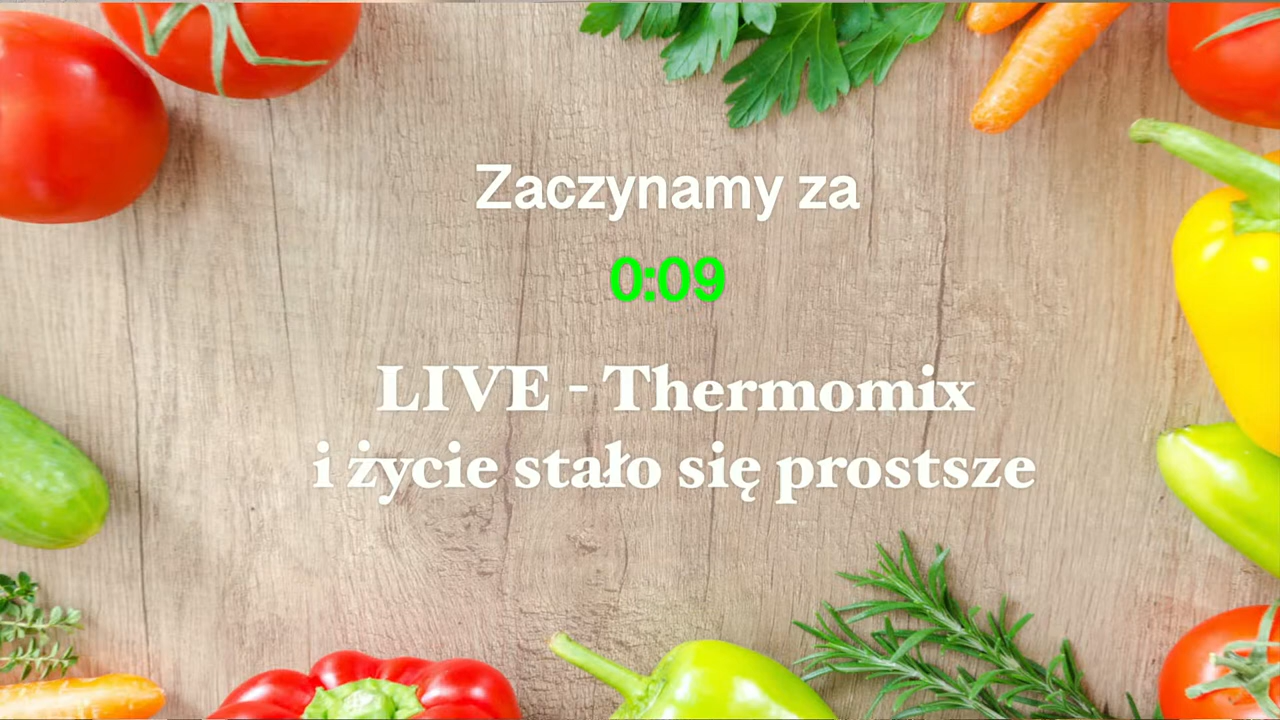 Zaczynamy za
0:09
LIVE - Thermomix
i życie stało się prostsze